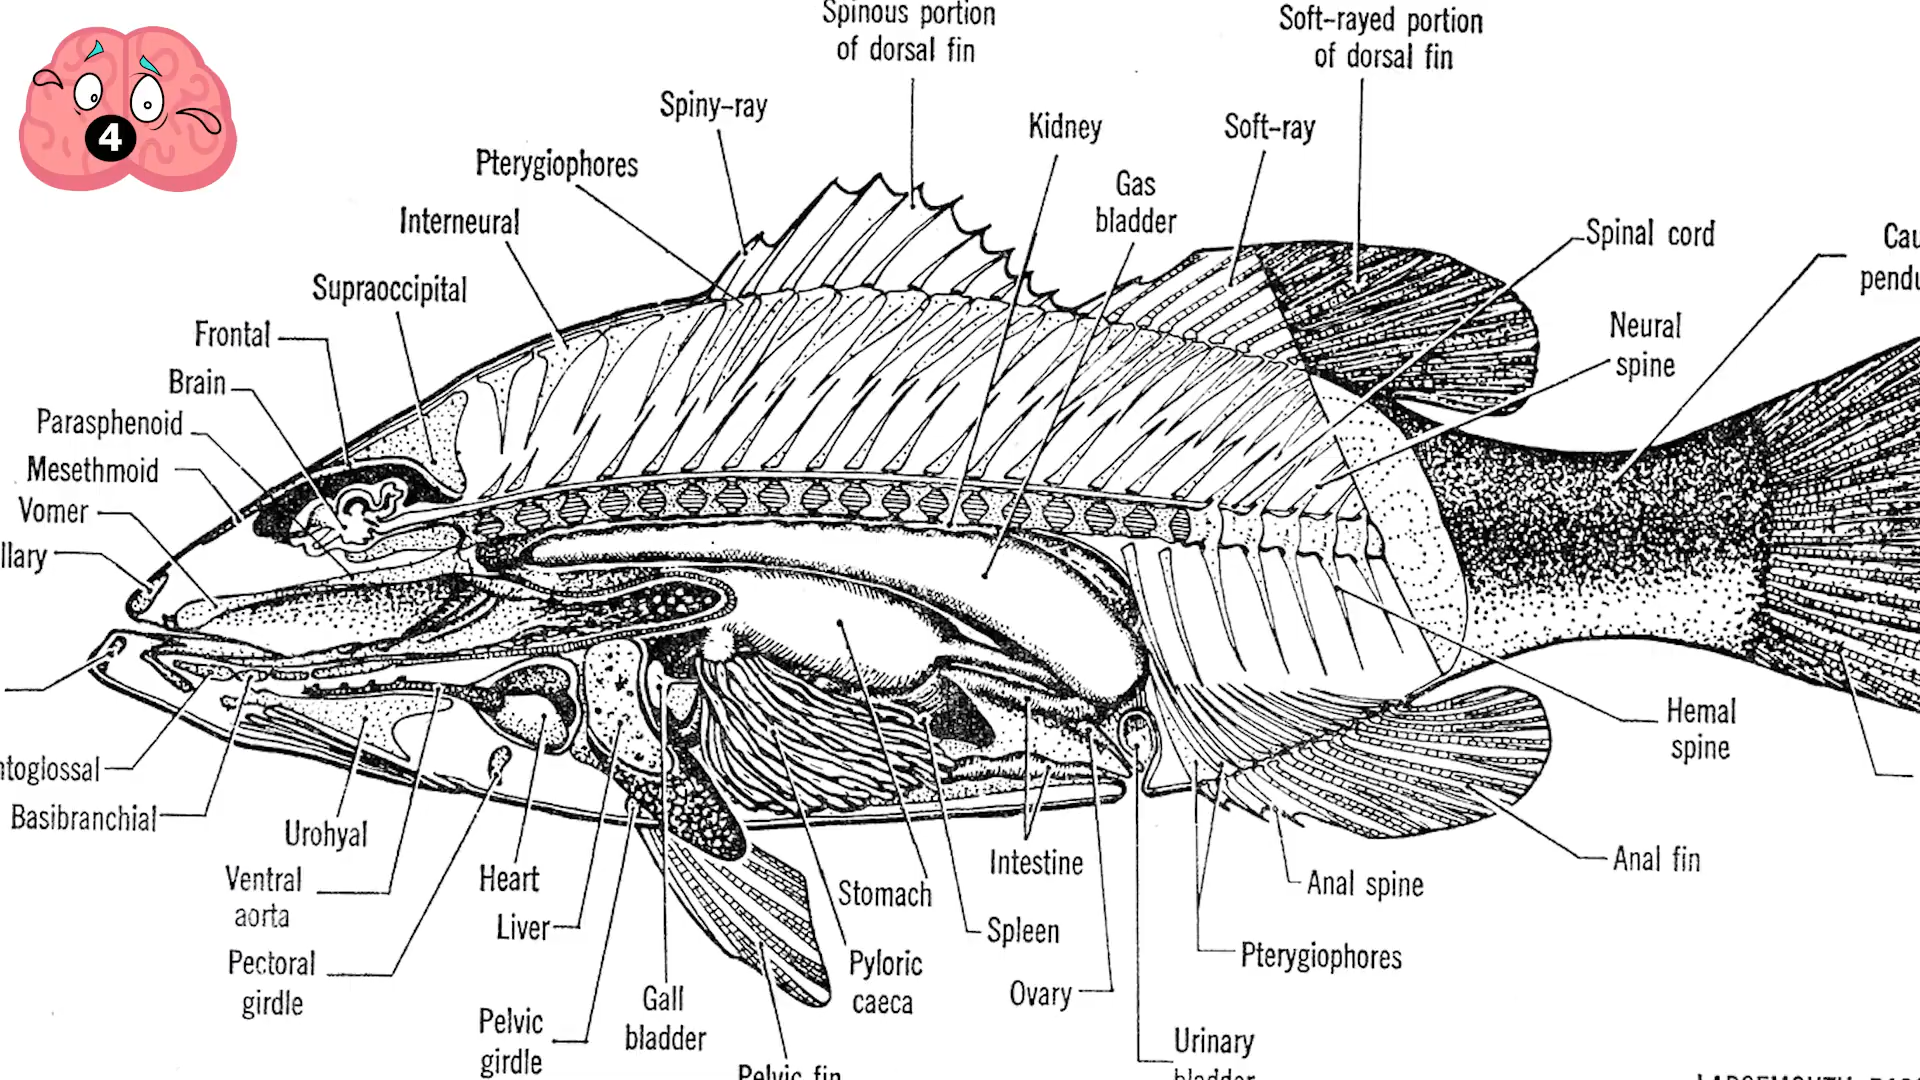 4
Spinous portion
of dorsal fin
Soft-rayed portion
of dorsal fin
Spiny-ray
Kidney
Soft-ray
Pterygiophores
Gas
bladder
Interneural
Spinal cord
Supraoccipital
Neural
spine
Frontal
Brain
Parasphenoid
Mesethmoid
Vomer
llary
Hemal
spine
ntoglossal
Basibranchial
Urohyal
Ventral
aorta
Heart
Liver
Pectoral
girdle
Pelvic
girdle
Gall
bladder
Pelvic fin
Stomach
Pyloric
caeca
Intestine
Spleen
Ovary
Anal fin
Anal spine
Pterygiophores
Urinary
bladder